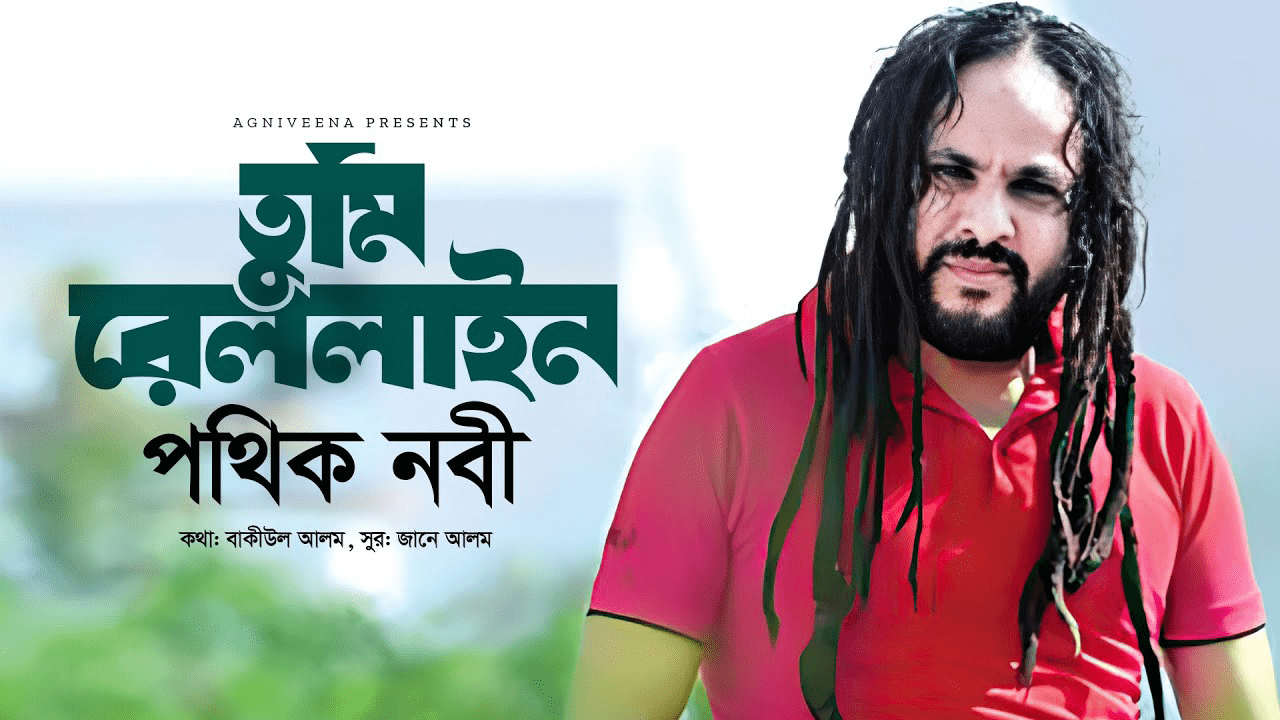 AGNIVEENA PRESENTS
তুমি
রেললাইন
পথিক নবী
কথা: বাকীউল আলম, সুর: জানে আলম